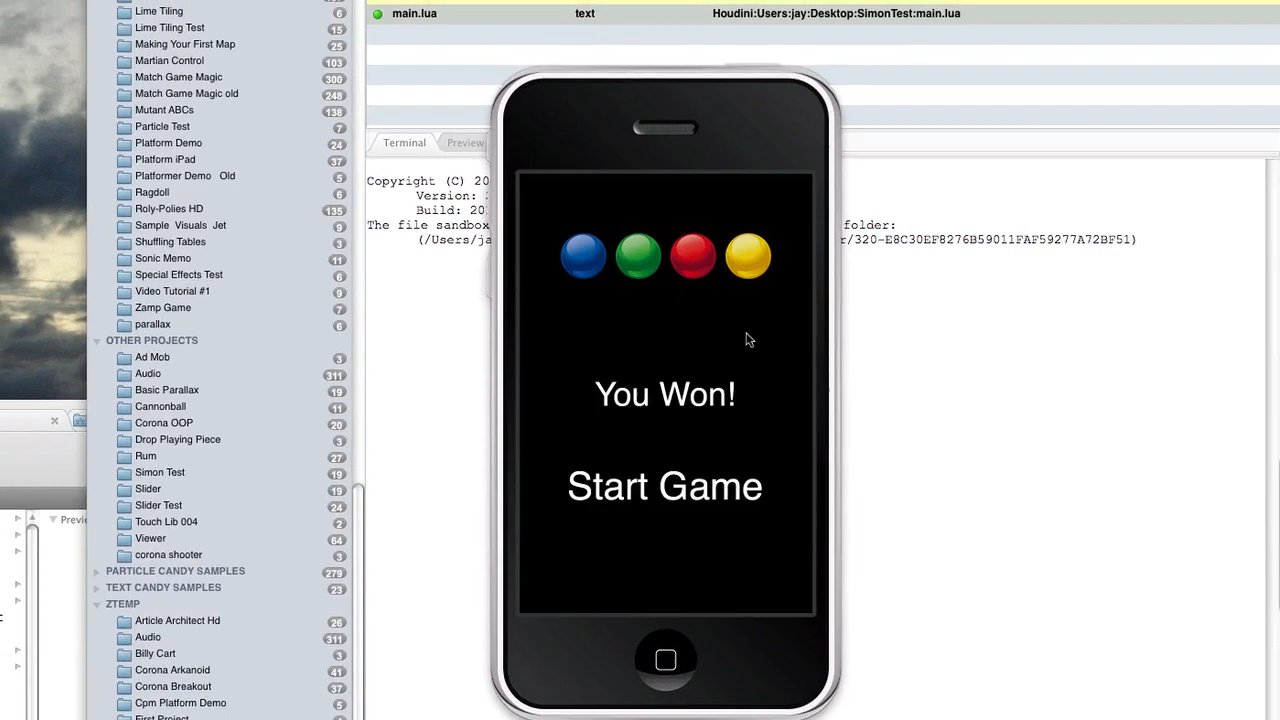 Lime Tiling 6
Lime Tiling Test 15
Making Your First Map 25
Martian Control 103
Match Game Magic 300
Match Game Magic old 248
Mutant ABCs 138
Particle Test 7
Platform Demo 24
Platform iPad 37
Platformer Demo Old 5
Ragdoll 6
Roly-Polies HD 135
Sample Visuals Jet 9
Shuffling Tables 3
Sonic Memo 11
Special Effects Test 6
Video Tutorial #1 9
Zamp Game 7
parallax 6
OTHER PROJECTS
Ad Mob 3
Audio 311
Basic Parallax 19
Cannonball 11
Corona OOP 20
Drop Playing Piece 3
Rum 27
Simon Test 19
Slider 19
Slider Test 24
Touch Lib 004 2
Viewer 64
corona shooter 3
PARTICLE CANDY SAMPLES 279
TEXT CANDY SAMPLES 23
ZTEMP
Article Architect Hd 26
Audio 311
Billy Cart 3
Corona Arkanoid 41
Corona Breakout 37
Cpm Platform Demo 5
First Project
main.lua text Houdini:Users:jay:Desktop:SimonTest:main.lua
Terminal Preview
Copyright (C) 20
Version:
Build: 20
The file sandbox folder:
(/Users/ja r/320-E8C30EF8276B59011FAF59277A72BF51)
You Won!
Start Game